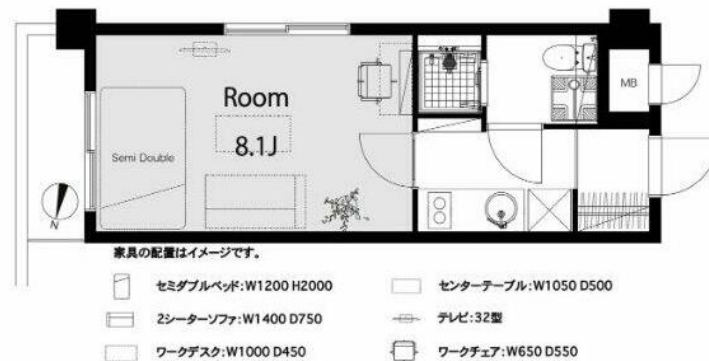 Room
8.1J
Semi Double
MB
N
家具の配置はイメージです。
セミダブルベッド:W1200 H2000
センターテーブル:W1050 D500
2シーターソファ:W1400 D750
テレビ:32型
ワークデスク:W1000 D450
ワークチェア:W650 D550